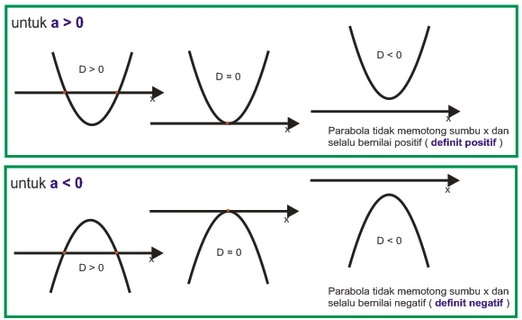 untuk a > 0
D > 0
x
D = 0
x
D < 0
x
Parabola tidak memotong sumbu x dan
selalu bernilai positif ( definit positif )
untuk a < 0
D > 0
x
D = 0
x
D < 0
x
Parabola tidak memotong sumbu x dan
selalu bernilai negatif ( definit negatif )